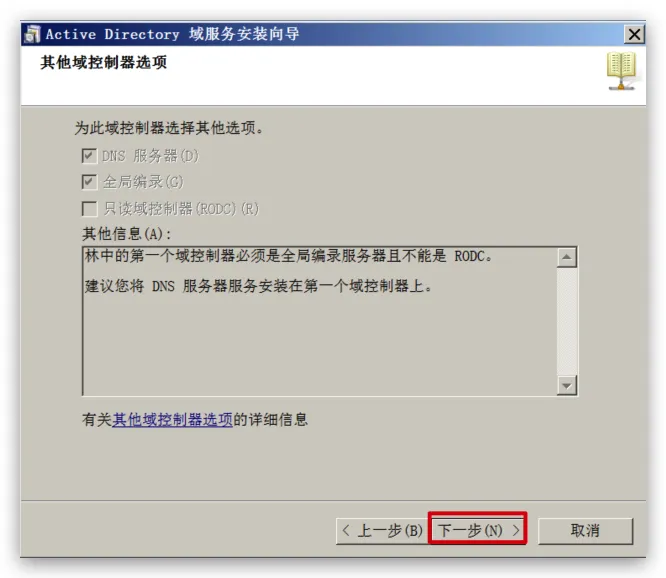 Active Directory 域服务安装向导
其他域控制器选项
为此域控制器选择其他选项。
DNS 服务器(D)
全局编录(G)
只读域控制器(RODC)(R)
其他信息(A):
林中的第一个域控制器必须是全局编录服务器且不能是 RODC。
建议您将 DNS 服务器服务安装在第一个域控制器上。
有关其他域控制器选项的详细信息
< 上一步(B) 下一步(N) > 取消